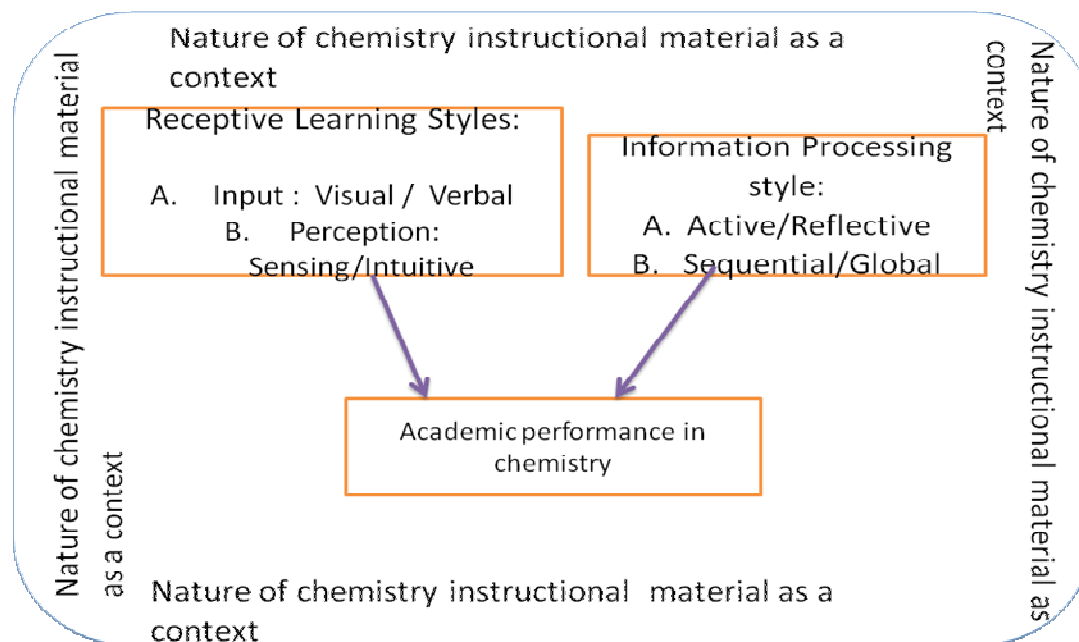 Nature of chemistry instructional material as a
context
Nature of chemistry instructional material
as a context
Receptive Learning Styles:
A. Input : Visual / Verbal
B. Perception:
Sensing/Intuitive
Information Processing
style:
A. Active/Reflective
B. Sequential/Global
Nature of chemistry instructional material as
context
Academic performance in
chemistry
Nature of chemistry instructional material as a
context